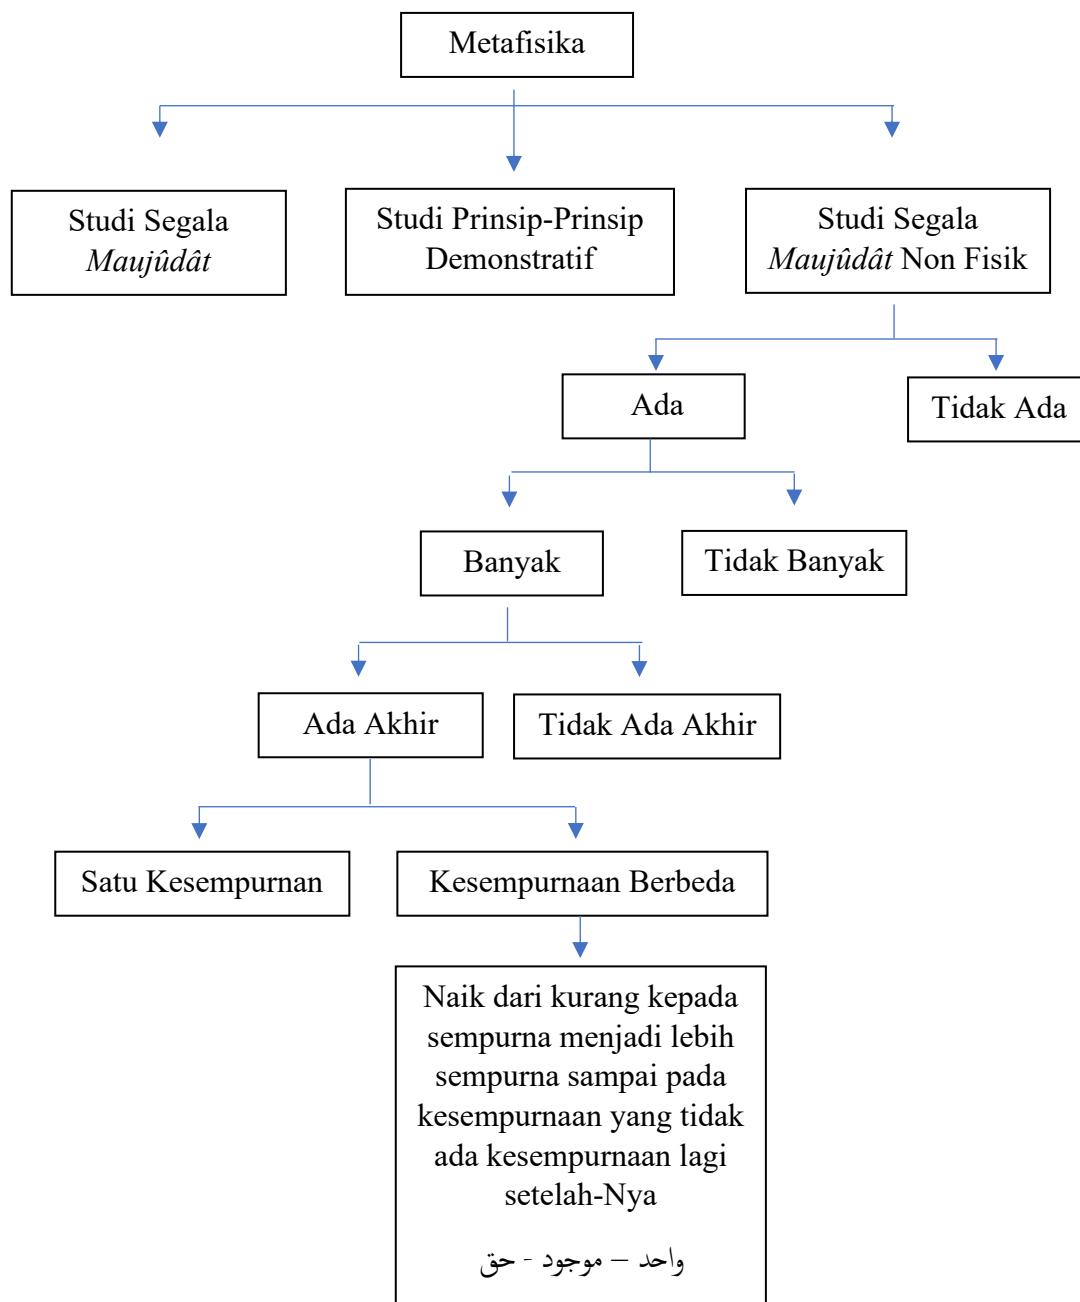 Metafisika
Studi Segala
Maujûdât
Studi Prinsip-Prinsip
Demonstratif
Studi Segala
Maujûdât Non Fisik
Ada
Tidak Ada
Banyak
Tidak Banyak
Ada Akhir
Tidak Ada Akhir
Satu Kesempurnan
Kesempurnaan Berbeda
Naik dari kurang kepada
sempurna menjadi lebih
sempurna sampai pada
kesempurnaan yang tidak
ada kesempurnaan lagi
setelah-Nya
واحد – موجود - حق